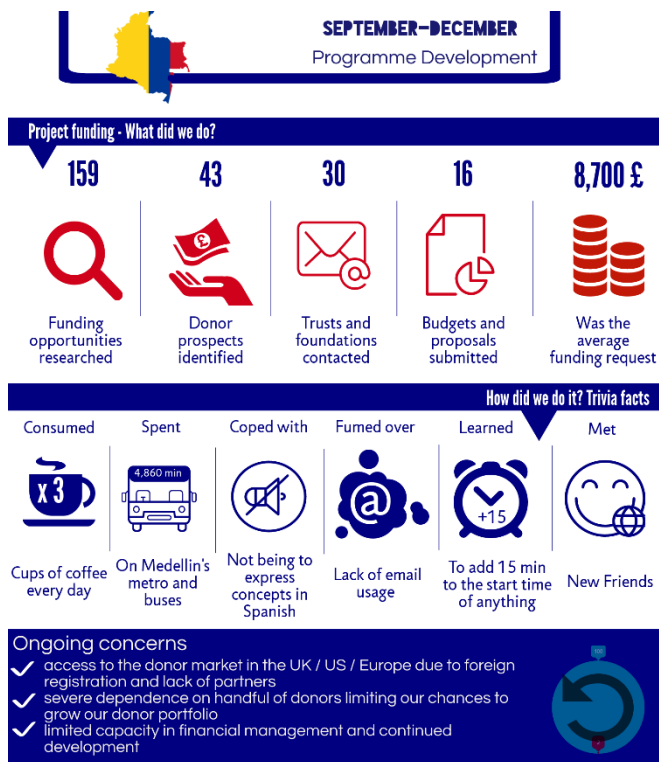 SEPTEMBER-DECEMBER
Programme Development
Project funding - What did we do?
159
43
30
16
8,700 £
£
@
Funding
opportunities
researched
Donor
prospects
identified
Trusts and
foundations
contacted
Budgets and
proposals
submitted
Was the
average
funding request
How did we do it? Trivia facts
Consumed
Spent
Coped with
Fumed over
Learned
Met
x 3
4,860 min
@
+15
Cups of coffee
every day
On Medellin's
metro and
buses
Not being to
express
concepts in
Spanish
Lack of email
usage
To add 15 min
to the start time
of anything
New Friends
Ongoing concerns
access to the donor market in the UK / US / Europe due to foreign
registration and lack of partners
severe dependence on handful of donors limiting our chances to
grow our donor portfolio
limited capacity in financial management and continued
development